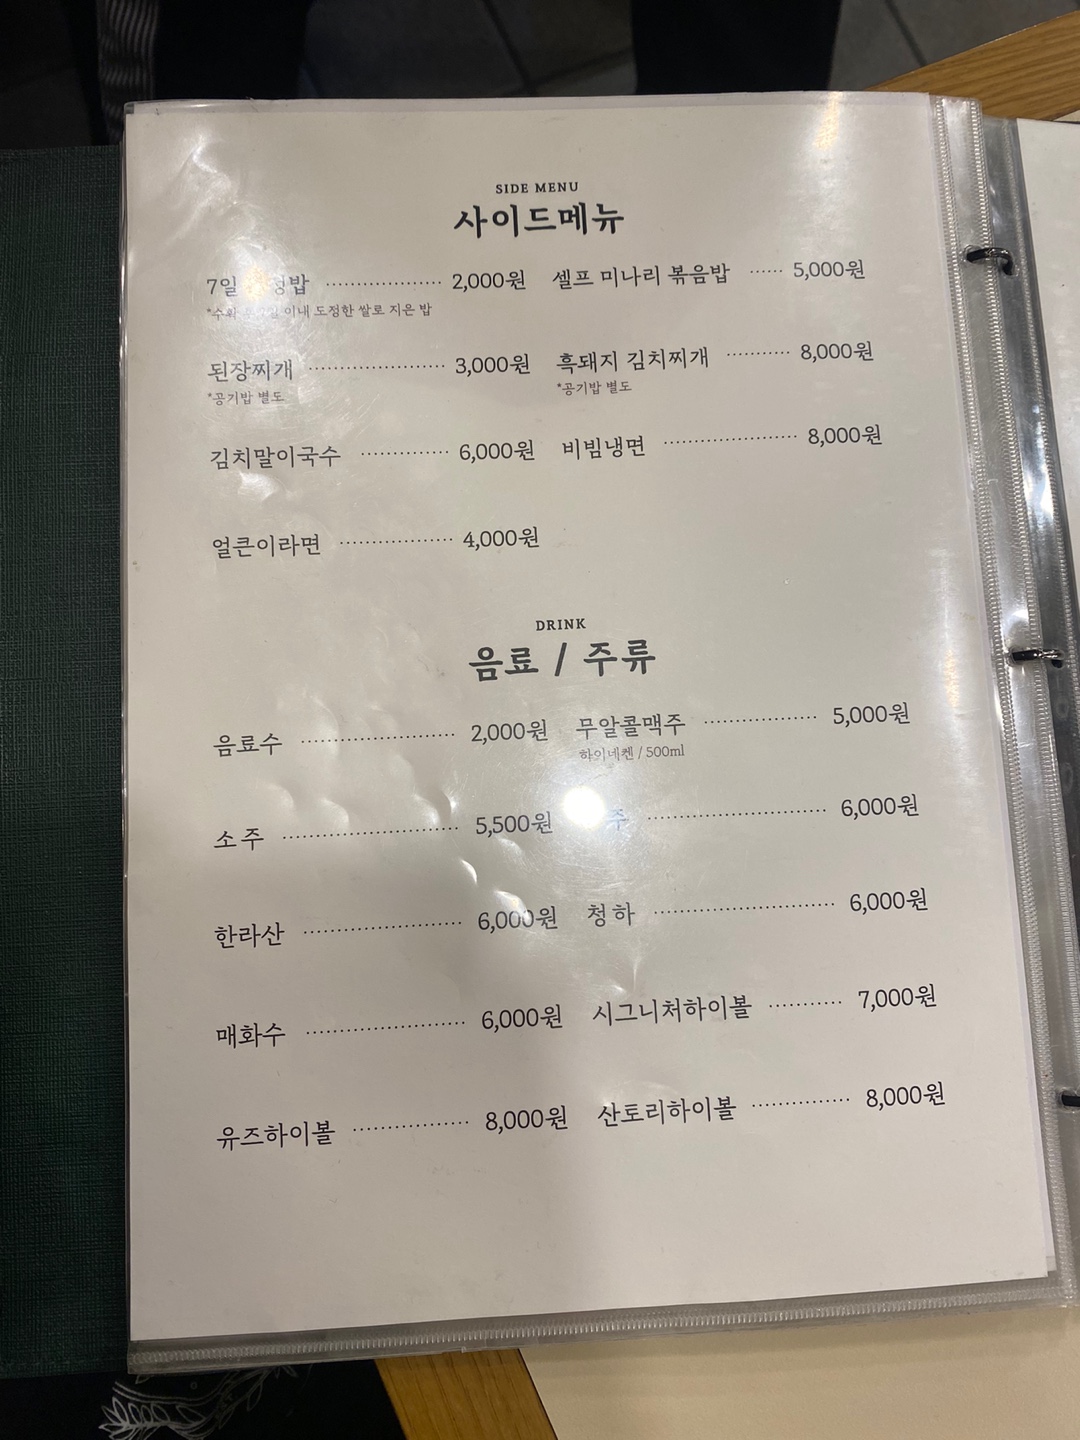 SIDE MENU
사이드메뉴
7일 밥 2,000원 셀프 미나리 볶음밥 5,000원
이내 도정한 쌀로 지은 밥
된장찌개 3,000원 흑돼지 김치찌개 8,000원
*공기밥 별도 *공기밥 별도
김치말이국수 6,000원 비빔냉면 8,000원
얼큰이라면 4,000원
DRINK
음료 / 주류
음료수 2,000원 무알콜맥주 5,000원
하이네켄 / 500ml
소주 5,500원 6,000원
한라산 6,000원 청하 6,000원
매화수 6,000원 시그니처하이볼 7,000원
유즈하이볼 8,000원 산토리하이볼 8,000원